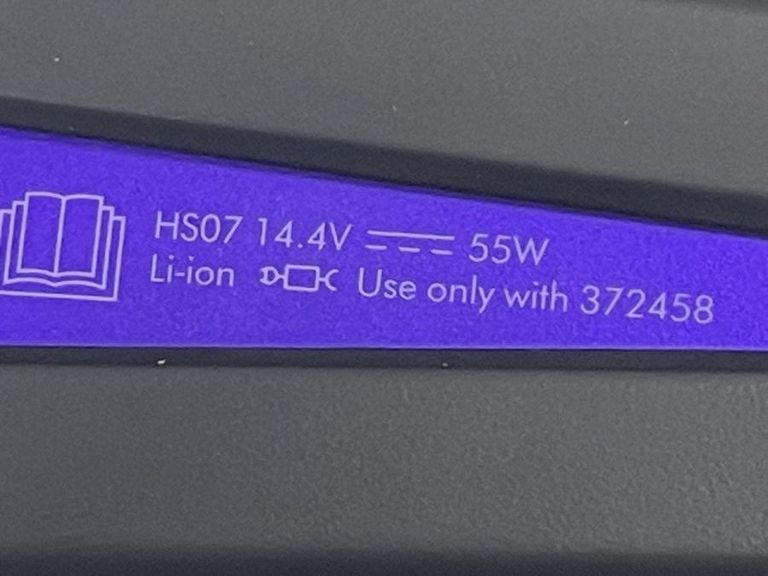 HS07 14.4V ⎓ 55W
Li-ion Use only with 372458